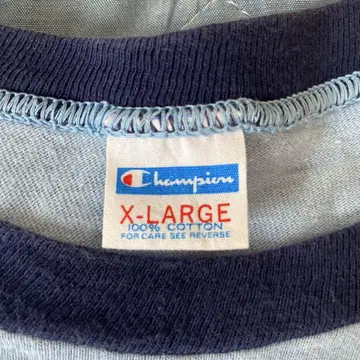 Champion
X-LARGE
100% COTTON
FOR CARE SEE REVERSE